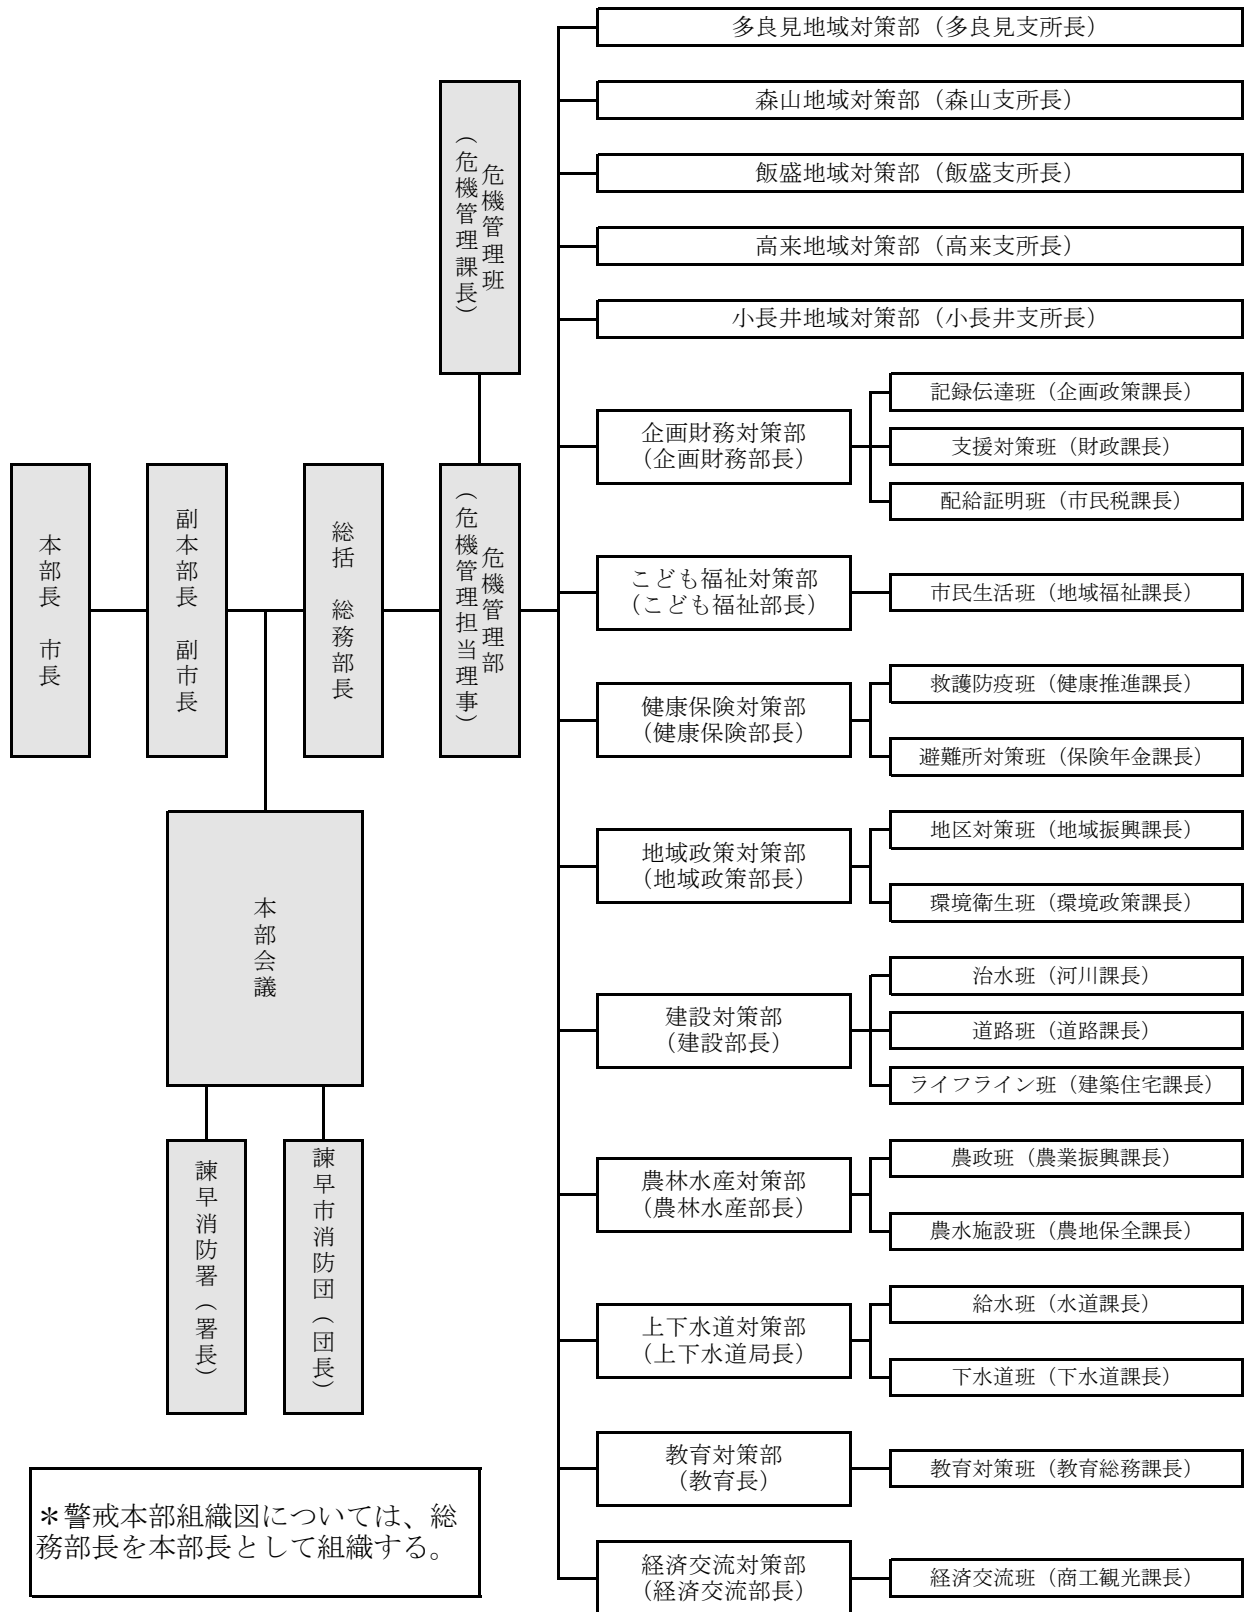 本部長　市長
副本部長　副市長
総括　総務部長
危機管理部
（危機管理担当理事）
危機管理班
（危機管理課長）
本部会議
諫早消防署（署長）
諫早市消防団（団長）
多良見地域対策部（多良見支所長）
森山地域対策部（森山支所長）
飯盛地域対策部（飯盛支所長）
高来地域対策部（高来支所長）
小長井地域対策部（小長井支所長）
企画財務対策部
（企画財務部長）
記録伝達班（企画政策課長）
支援対策班（財政課長）
配給証明班（市民税課長）
こども福祉対策部
（こども福祉部長）
市民生活班（地域福祉課長）
健康保険対策部
（健康保険部長）
救護防疫班（健康推進課長）
避難所対策班（保険年金課長）
地域政策対策部
（地域政策部長）
地区対策班（地域振興課長）
環境衛生班（環境政策課長）
建設対策部
（建設部長）
治水班（河川課長）
道路班（道路課長）
ライフライン班（建築住宅課長）
農林水産対策部
（農林水産部長）
農政班（農業振興課長）
農水施設班（農地保全課長）
上下水道対策部
（上下水道局長）
給水班（水道課長）
下水道班（下水道課長）
教育対策部
（教育長）
教育対策班（教育総務課長）
経済交流対策部
（経済交流部長）
経済交流班（商工観光課長）
＊警戒本部組織図については、総
務部長を本部長として組織する。